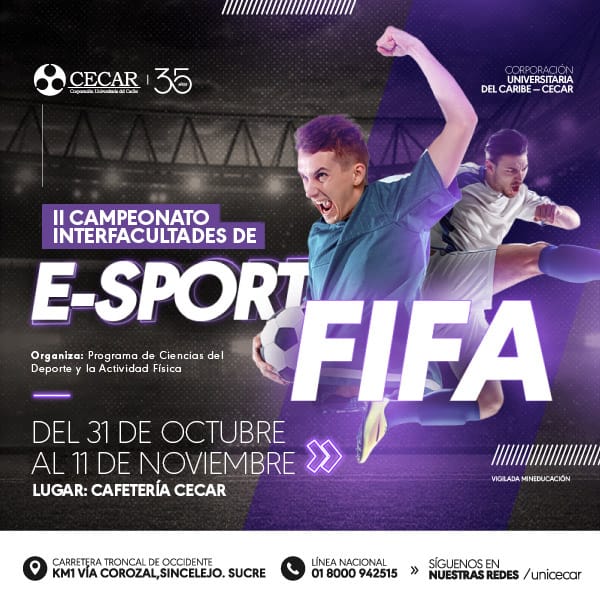 CECAR
Corporación Universitaria del Caribe
35
CORPORACIÓN
UNIVERSITARIA
DEL CARIBE – CECAR
II CAMPEONATO
INTERFACULTADES DE
E-SPORT
FIFA
Organiza: Programa de Ciencias del
Deporte y la Actividad Física
DEL 31 DE OCTUBRE
AL 11 DE NOVIEMBRE
LUGAR: CAFETERÍA CECAR
VIGILADA MINEDUCACIÓN
CARRETERA TRONCAL DE OCCIDENTE
KM1 VÍA COROZAL,SINCELEJO. SUCRE
LÍNEA NACIONAL
01 8000 942515
SÍGUENOS EN
NUESTRAS REDES /unicecar